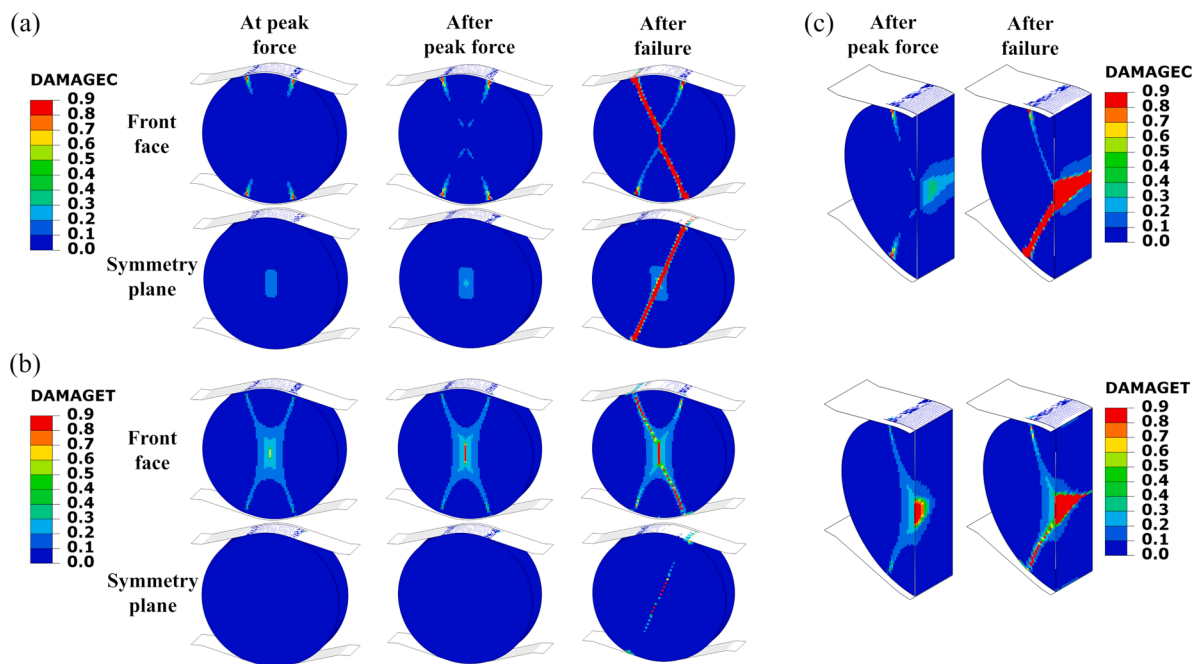 (a)
At peak
force
After
peak force
After
failure
DAMAGEC
0.9
0.8
0.7
0.6
0.5
0.4
0.3
0.2
0.1
0.0
Front
face
Symmetry
plane
(b)
DAMAGET
0.9
0.8
0.7
0.6
0.5
0.4
0.3
0.2
0.1
0.0
Front
face
Symmetry
plane
(c)
After
peak force
After
failure
DAMAGEC
0.9
0.8
0.7
0.6
0.5
0.4
0.3
0.2
0.1
0.0
DAMAGET
0.9
0.8
0.7
0.6
0.5
0.4
0.3
0.2
0.1
0.0